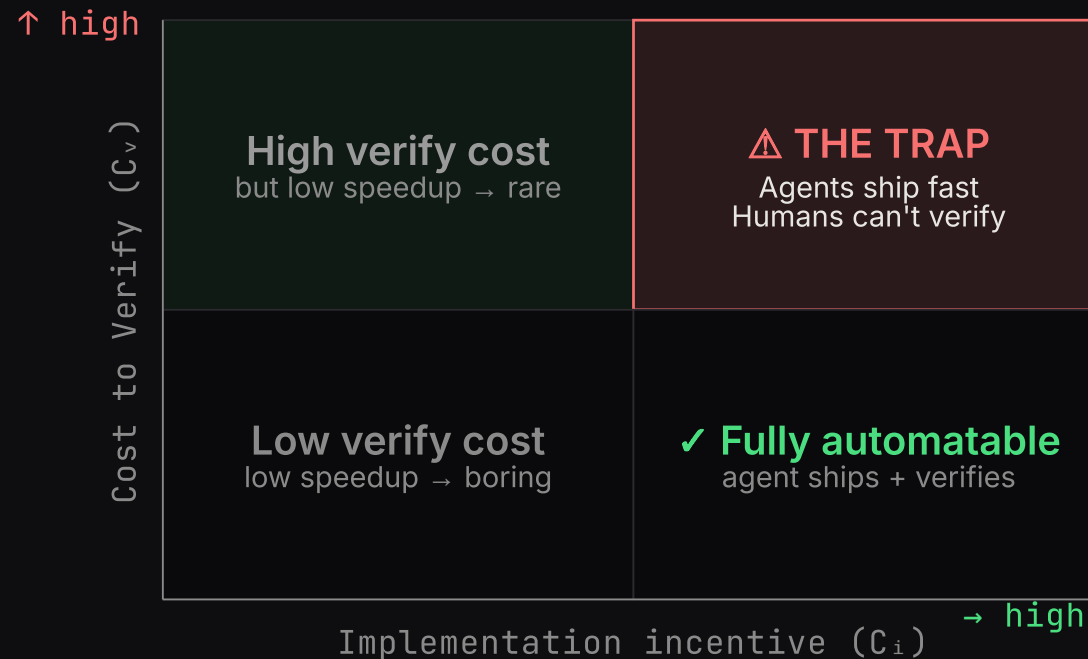 ↑ high
Cost to Verify (Cᵥ)
High verify cost
but low speedup → rare
⚠ THE TRAP
Agents ship fast
Humans can't verify
Low verify cost
low speedup → boring
✓ Fully automatable
agent ships + verifies
→ high
Implementation incentive (Cᵢ)